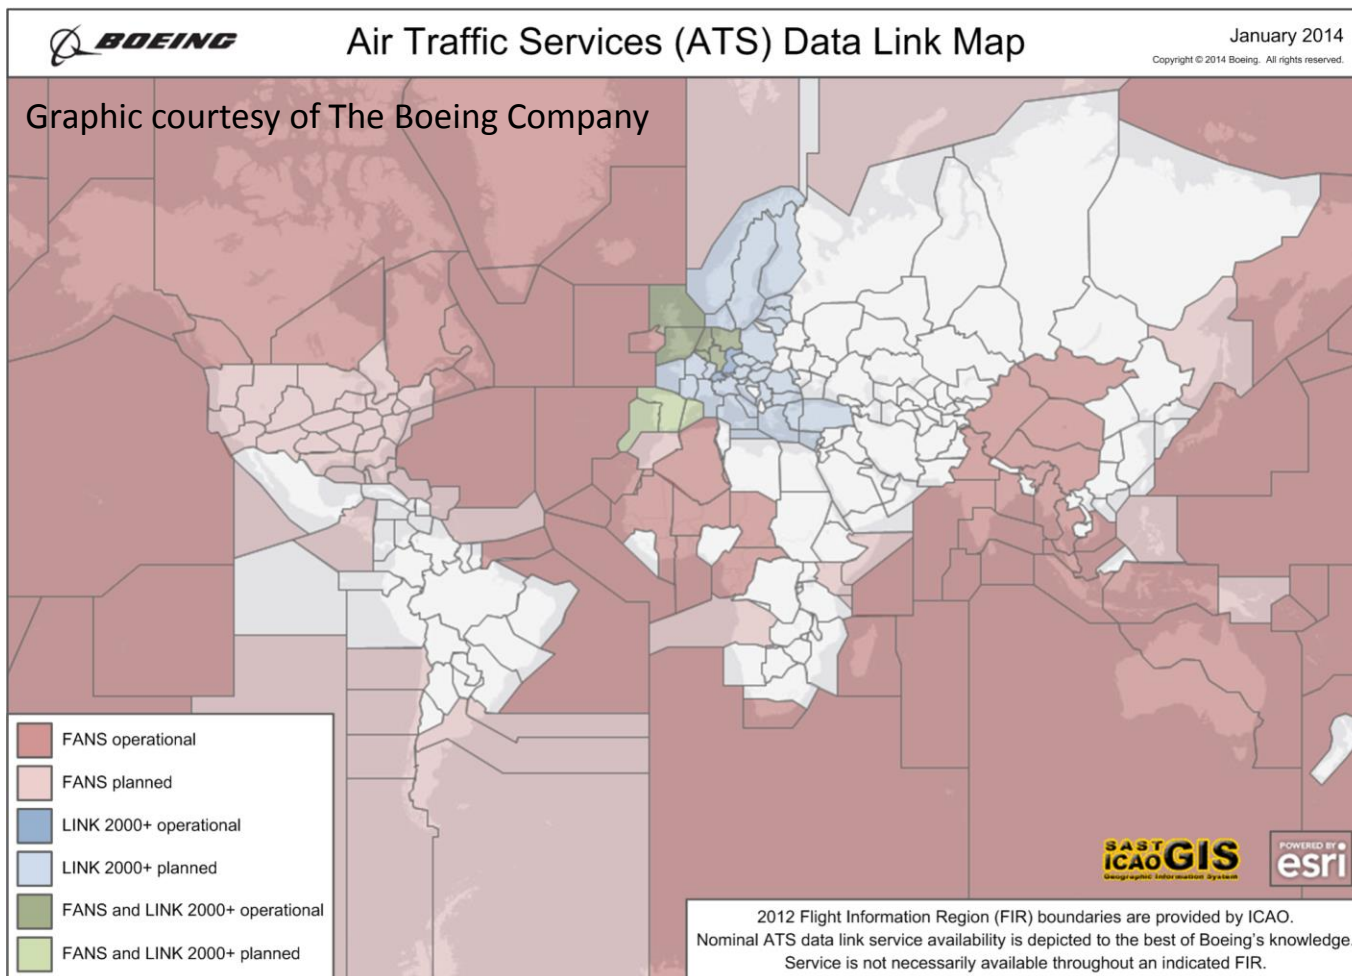 BOEING
Air Traffic Services (ATS) Data Link Map
January 2014
Copyright © 2014 Boeing. All rights reserved.
Graphic courtesy of The Boeing Company
FANS operational
FANS planned
LINK 2000+ operational
LINK 2000+ planned
FANS and LINK 2000+ operational
FANS and LINK 2000+ planned
SAST
ICAO GIS
Geographic Information System
POWERED BY
esri
2012 Flight Information Region (FIR) boundaries are provided by ICAO.
Nominal ATS data link service availability is depicted to the best of Boeing's knowledge.
Service is not necessarily available throughout an indicated FIR.